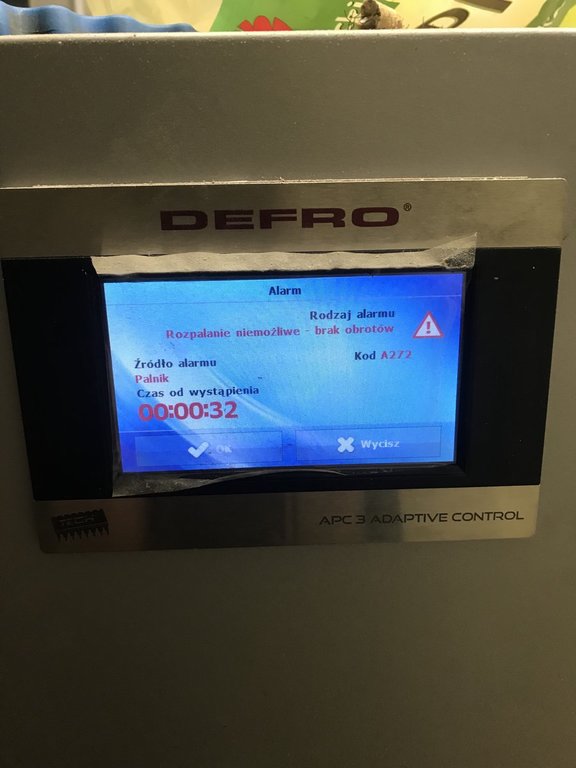 DEFRO®
Alarm
Rodzaj alarmu
Rozpalanie niemożliwe - brak obrotów
Źródło alarmu
Kod A272
Palnik
Czas od wystąpienia
00:00:32
OK
Wycisz
TECH
APC 3 ADAPTIVE CONTROL